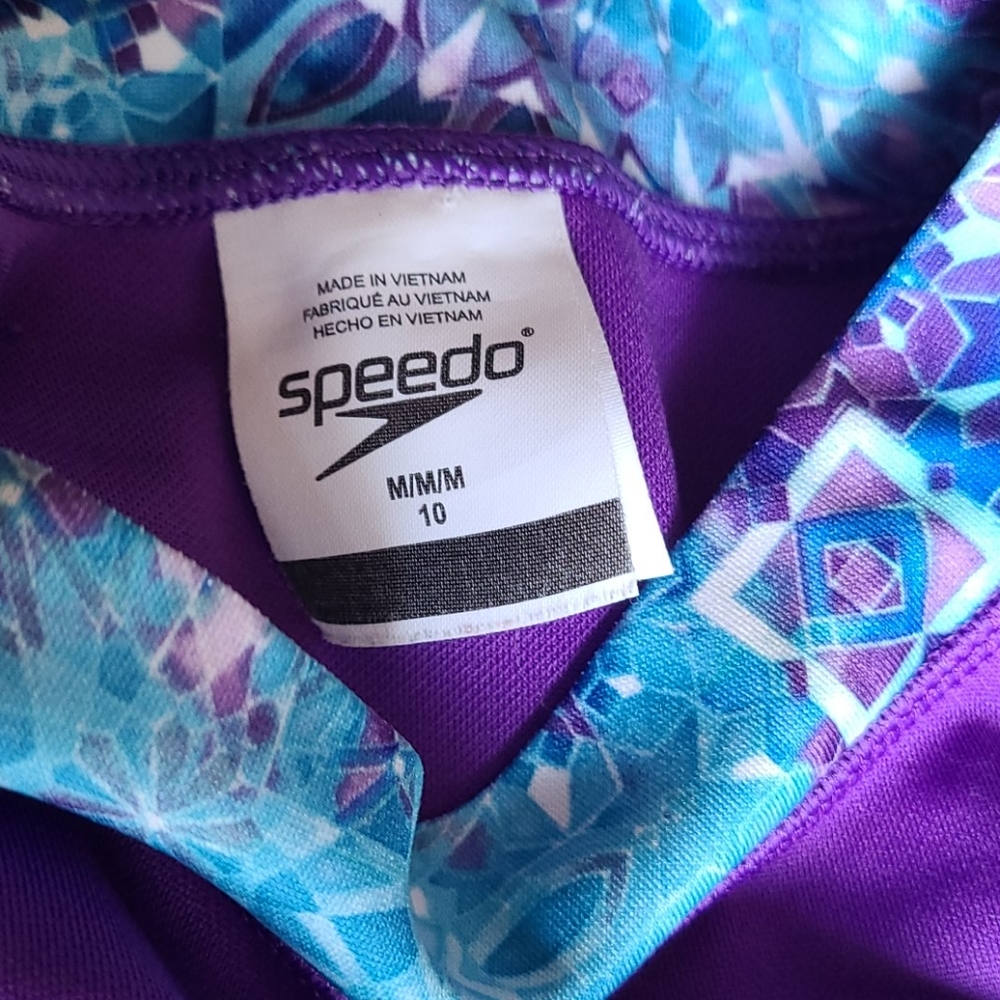 MADE IN VIETNAM
FABRIQUÉ AU VIETNAM
HECHO EN VIETNAM
speedo®
M/M/M
10